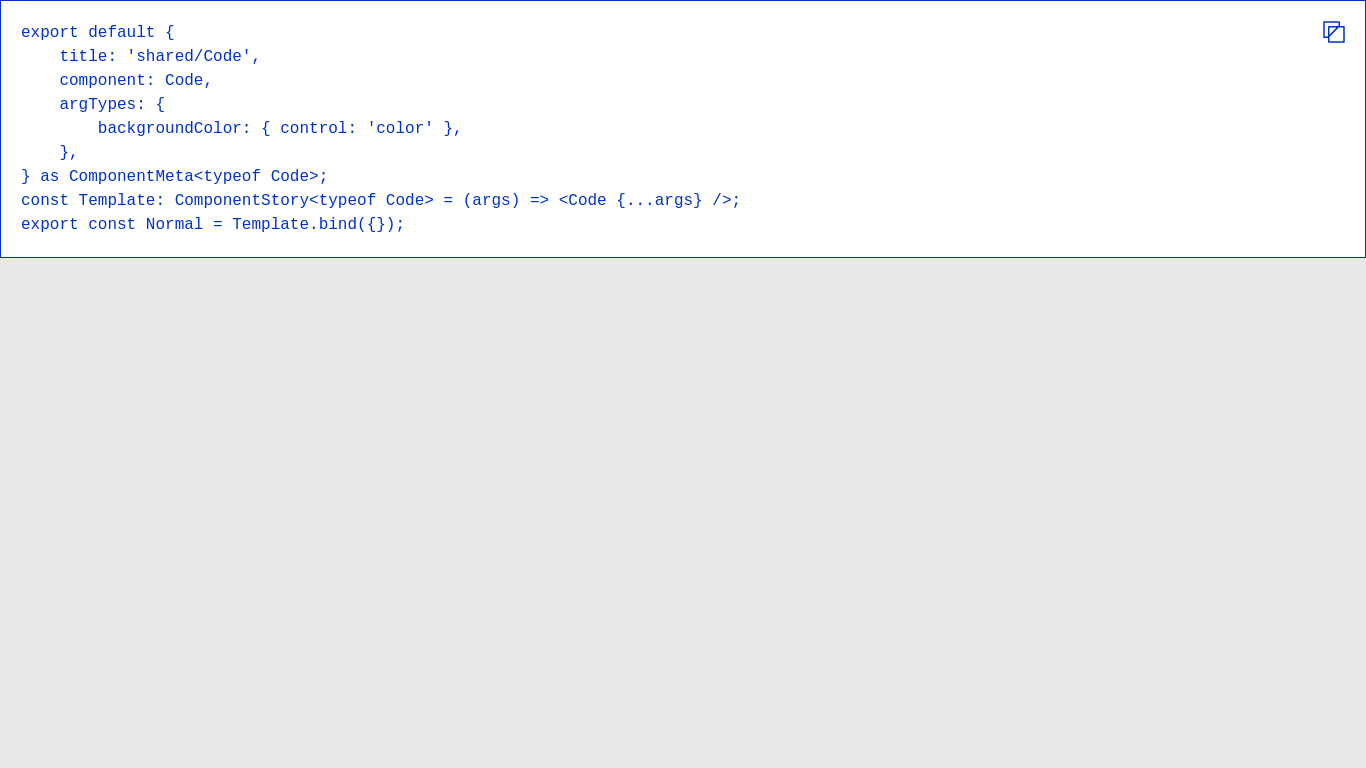 export default {
    title: 'shared/Code',
    component: Code,
    argTypes: {
        backgroundColor: { control: 'color' },
    },
} as ComponentMeta<typeof Code>;
const Template: ComponentStory<typeof Code> = (args) => <Code {...args} />;
export const Normal = Template.bind({});